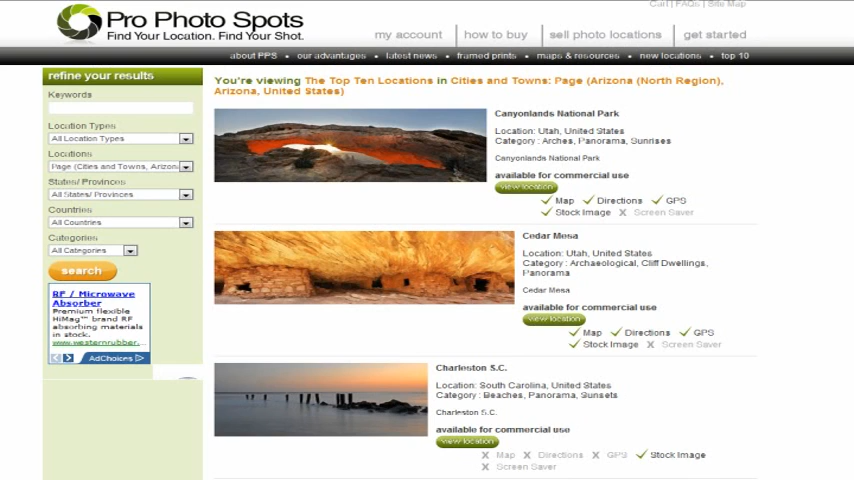 Cart | FAQs | Site Map
Pro Photo Spots
Find Your Location. Find Your Shot.
my account
how to buy
sell photo locations
get started
about PPS • our advantages • latest news • framed prints • maps & resources • new locations • top 10
refine your results
Keywords
Location Types
All Location Types
Locations
Page (Cities and Towns, Arizona
States/ Provinces
All States/ Provinces
Countries
All Countries
Categories
All Categories
search
RF / Microwave
Absorber
Premium flexible
HiMag™ brand RF
absorbing materials
in stock.
www.westernrubber...
AdChoices
You're viewing The Top Ten Locations in Cities and Towns: Page (Arizona (North Region),
Arizona, United States)
Canyonlands National Park
Location: Utah, United States
Category : Arches, Panorama, Sunrises
Canyonlands National Park
available for commercial use
view location
Map Directions GPS
Stock Image X Screen Saver
Cedar Mesa
Location: Utah, United States
Category : Archaeological, Cliff Dwellings,
Panorama
Cedar Mesa
available for commercial use
view location
Map Directions GPS
Stock Image X Screen Saver
Charleston S.C.
Location: South Carolina, United States
Category : Beaches, Panorama, Sunsets
Charleston S.C.
available for commercial use
view location
X Map X Directions X GPS Stock Image
X Screen Saver